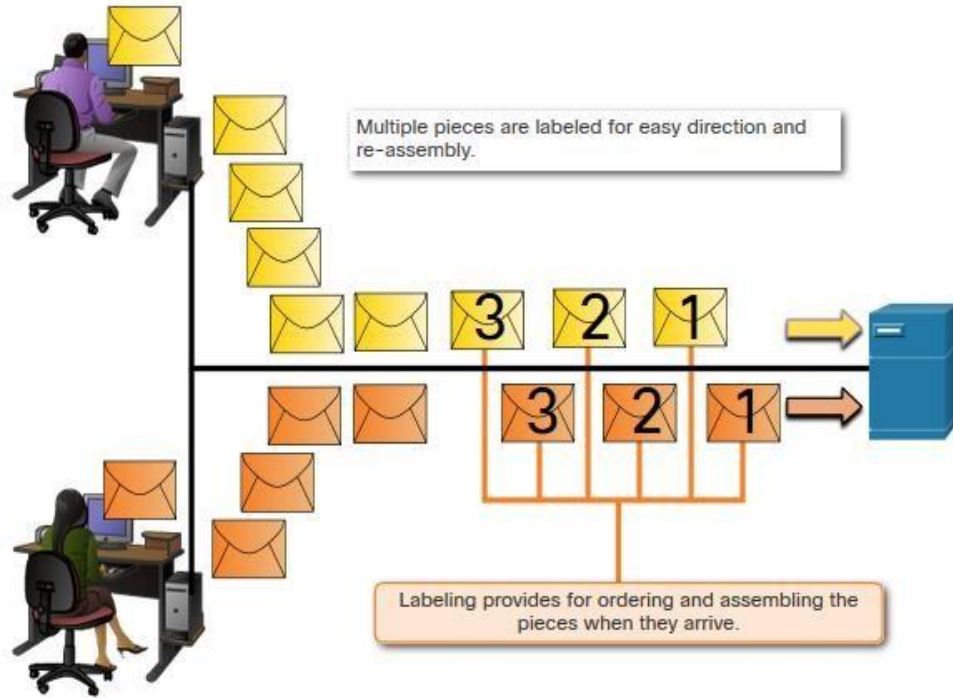 Multiple pieces are labeled for easy direction and
re-assembly.
3 2 1
3 2 1
Labeling provides for ordering and assembling the
pieces when they arrive.